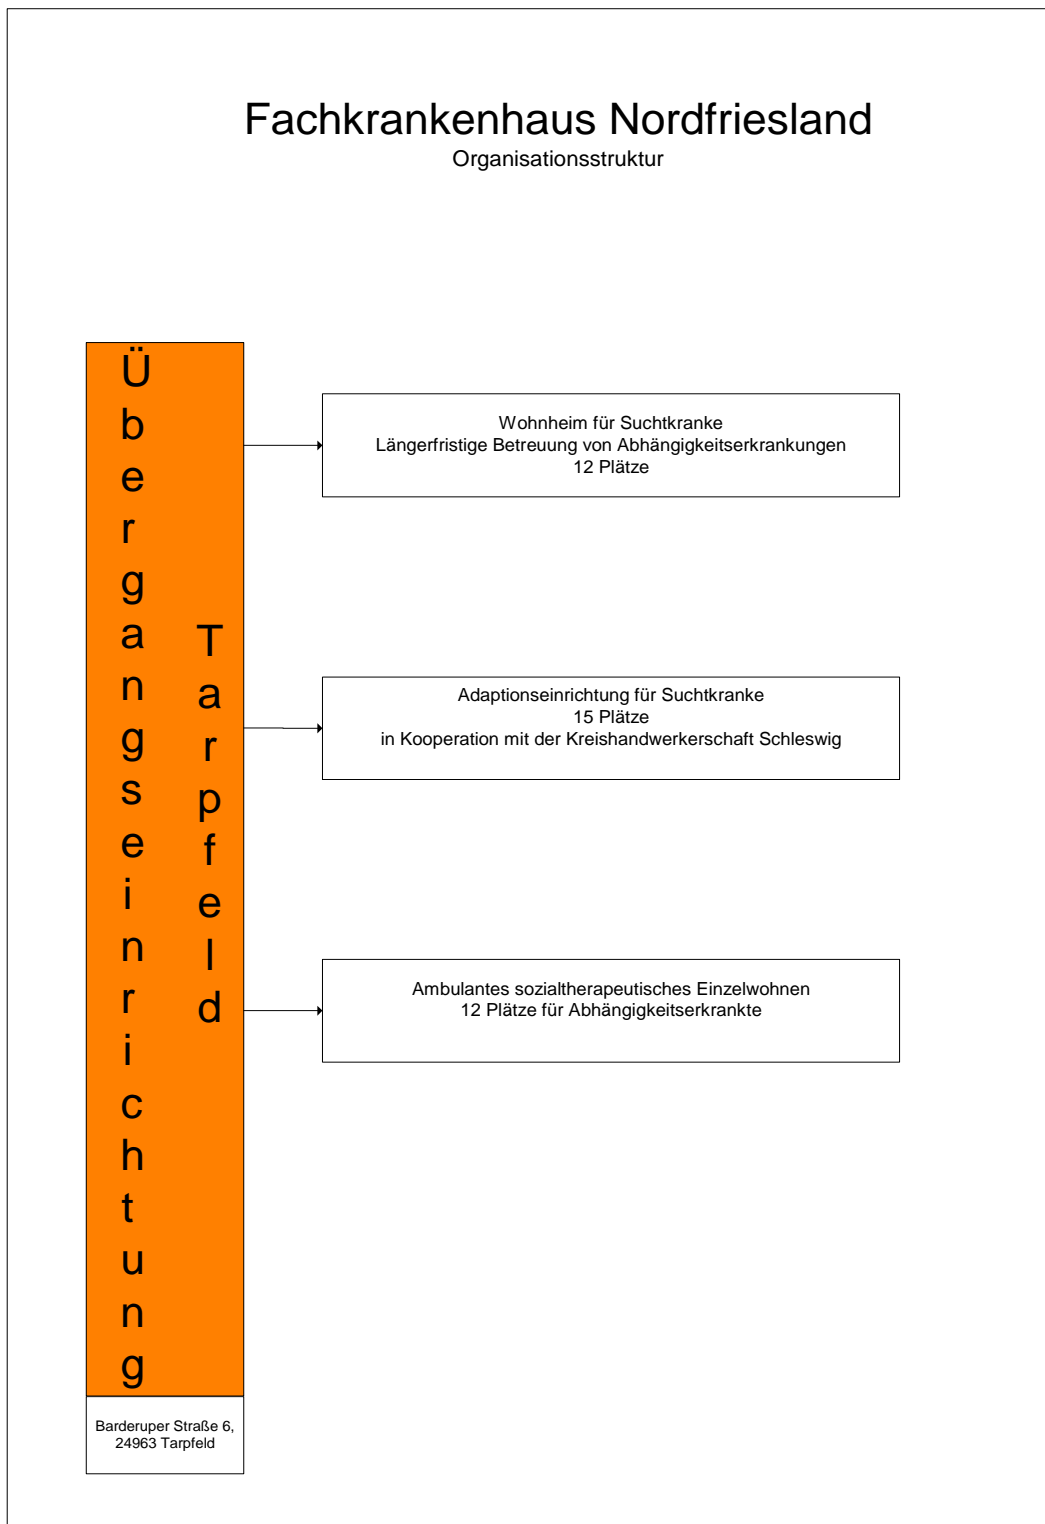 Fachkrankenhaus Nordfriesland
Organisationsstruktur
Übergangseinrichtung
Tarpfeld
Wohnheim für Suchtkranke
Längerfristige Betreuung von Abhängigkeitserkrankungen
12 Plätze
Adaptionseinrichtung für Suchtkranke
15 Plätze
in Kooperation mit der Kreishandwerkerschaft Schleswig
Ambulantes sozialtherapeutisches Einzelwohnen
12 Plätze für Abhängigkeitserkrankte
Barderuper Straße 6,
24963 Tarpfeld